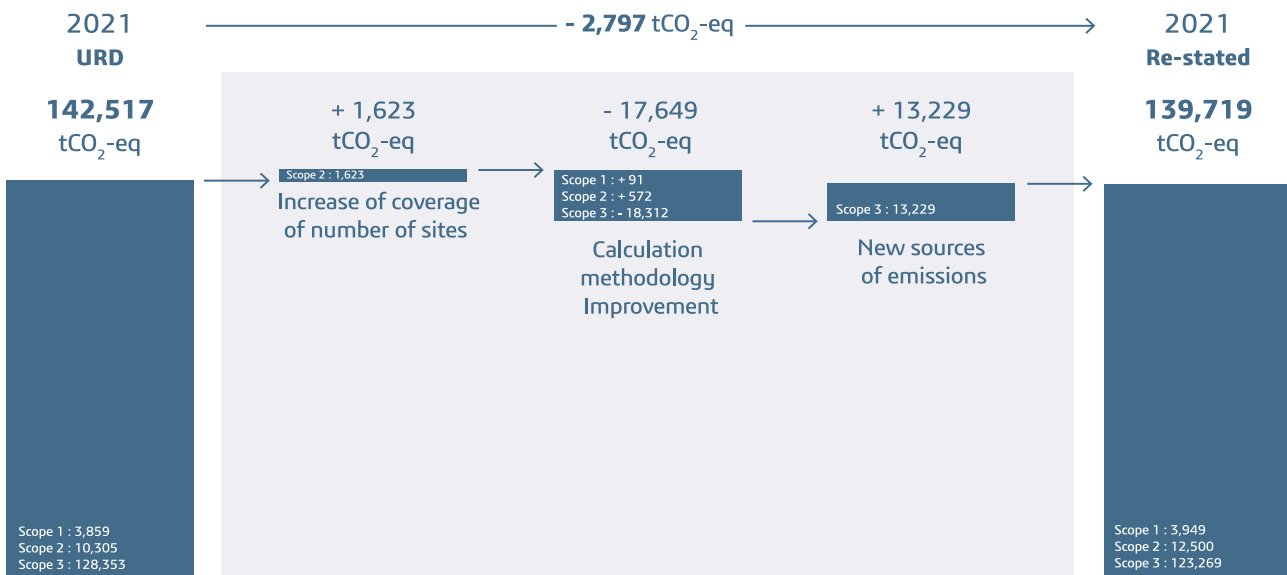 2021
URD
142,517
tCO₂-eq
- 2,797 tCO₂-eq
2021
Re-stated
139,719
tCO₂-eq
+ 1,623
tCO₂-eq
Scope 2 : 1,623
Increase of coverage
of number of sites
- 17,649
tCO₂-eq
Scope 1 : + 91
Scope 2 : + 572
Scope 3 : - 18,312
Calculation
methodology
Improvement
+ 13,229
tCO₂-eq
Scope 3 : 13,229
New sources
of emissions
Scope 1 : 3,859
Scope 2 : 10,305
Scope 3 : 128,353
Scope 1 : 3,949
Scope 2 : 12,500
Scope 3 : 123,269